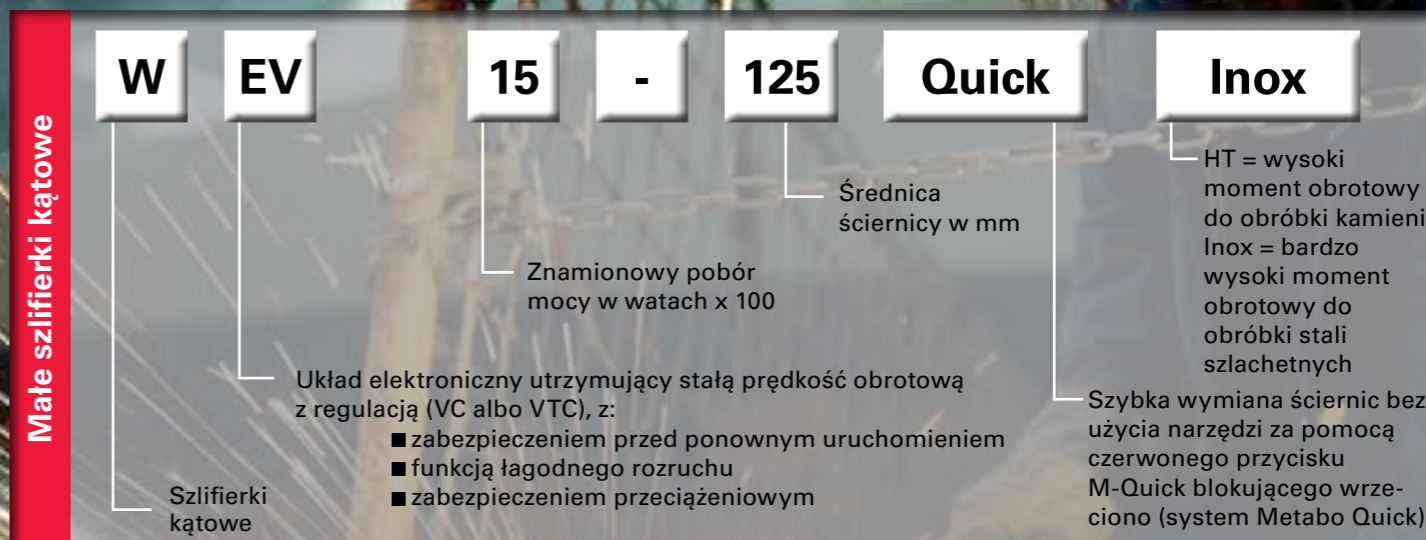 Małe szlifierki kątowe
W EV 15 - 125 Quick Inox
HT = wysoki
moment obrotowy
do obróbki kamieni
Inox = bardzo
wysoki moment
obrotowy do
obróbki stali
szlachetnych
Średnica
ściernicy w mm
Znamionowy pobór
mocy w watach x 100
Układ elektroniczny utrzymujący stałą prędkość obrotową
z regulacją (VC albo VTC), z:
■ zabezpieczeniem przed ponownym uruchomieniem
■ funkcją łagodnego rozruchu
■ zabezpieczeniem przeciążeniowym
Szybka wymiana ściernic bez
użycia narzędzi za pomocą
czerwonego przycisku
M-Quick blokującego wrze-
ciono (system Metabo Quick)
Szlifierki
kątowe